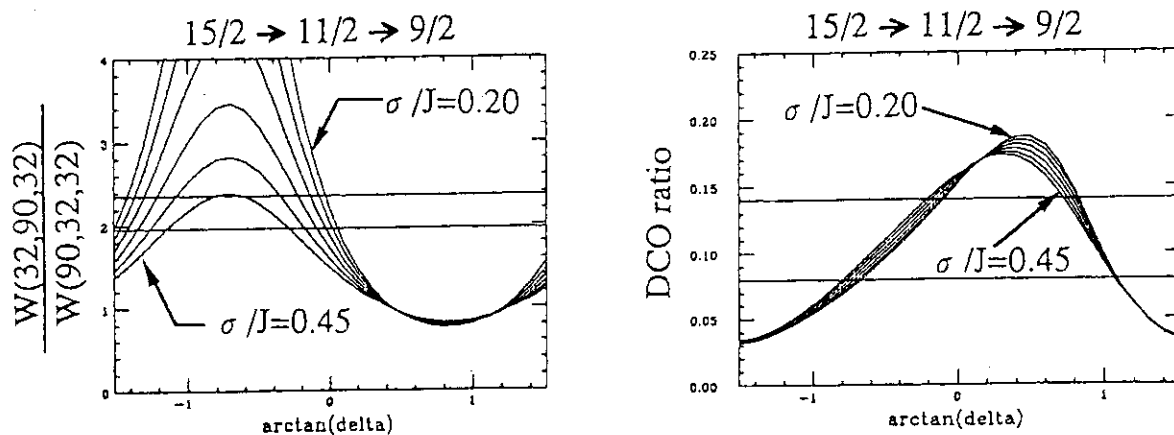 15/2 → 11/2 → 9/2
W(32,90,32)
W(90,32,32)
4
3
2
1
0
σ /J=0.20
σ /J=0.45
-1
0
1
arctan(delta)
15/2 → 11/2 → 9/2
DCO ratio
0.25
0.20
0.15
0.10
0.05
0.00
σ /J=0.20
σ /J=0.45
-1
0
1
arctan(delta)